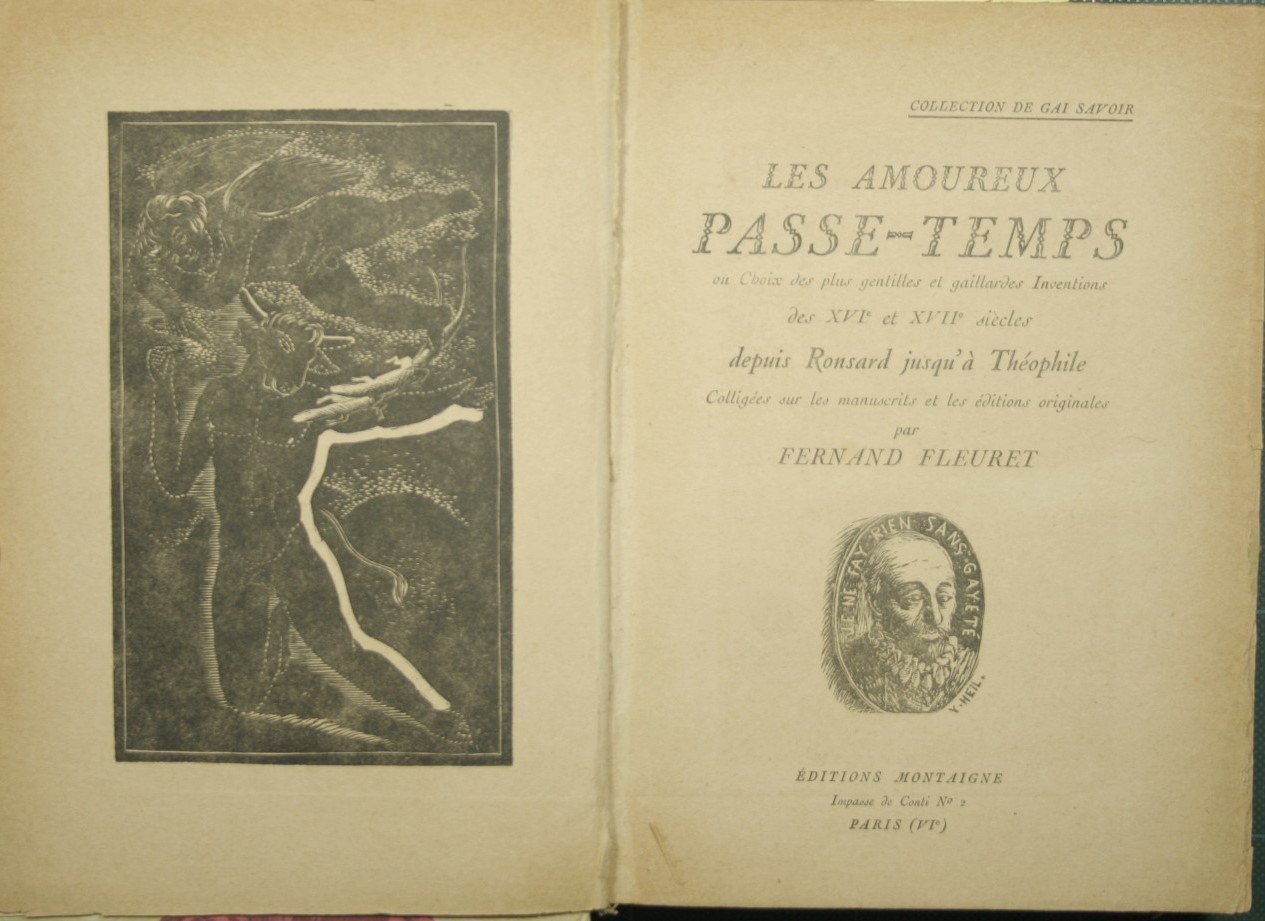 COLLECTION DE GAI SAVOIR
LES AMOUREUX
PASSE-TEMPS
ou Choix des plus gentilles et gaillardes Inventions
des XVIe et XVIIe siècles
depuis Ronsard jusqu'à Théophile
Colligées sur les manuscrits et les éditions originales
par
FERNAND FLEURET
JE NE FAY RIEN SANS GAYETÉ
Y. HEIL.
ÉDITIONS MONTAIGNE
Impasse de Conti No 2
PARIS (VIe)